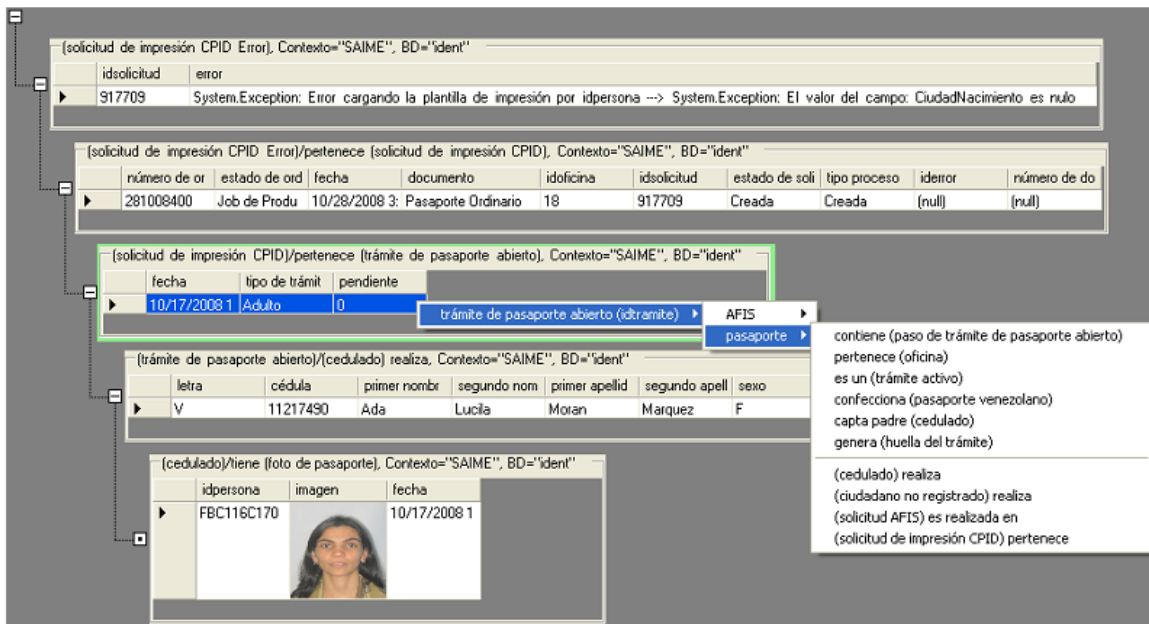 (solicitud de impresión CPID Error), Contexto="SAIME", BD="ident"
idsolicitud error
917709 System.Exception: Error cargando la plantilla de impresión por idpersona ---> System.Exception: El valor del campo: CiudadNacimiento es nulo
(solicitud de impresión CPID Error)/pertenece (solicitud de impresión CPID), Contexto="SAIME", BD="ident"
número de or estado de ord fecha documento idoficina idsolicitud estado de soli tipo proceso iderror número de do
281008400 Job de Produ 10/28/2008 3: Pasaporte Ordinario 18 917709 Creada Creada (null) (null)
(solicitud de impresión CPID)/pertenece (trámite de pasaporte abierto), Contexto="SAIME", BD="ident"
fecha tipo de trámit pendiente
10/17/2008 1 Adulto 0
trámite de pasaporte abierto (idtramite)
AFIS
pasaporte
contiene (paso de trámite de pasaporte abierto)
pertenece (oficina)
es un (trámite activo)
confecciona (pasaporte venezolano)
capta padre (cedulado)
genera (huella del trámite)
(cedulado) realiza
(ciudadano no registrado) realiza
(solicitud AFIS) es realizada en
(solicitud de impresión CPID) pertenece
(trámite de pasaporte abierto)/(cedulado) realiza, Contexto="SAIME", BD="ident"
letra cédula primer nombr segundo nom primer apellid segundo apell sexo
V 11217490 Ada Lucila Moran Marquez F
(cedulado)/tiene (foto de pasaporte), Contexto="SAIME", BD="ident"
idpersona imagen fecha
FBC116C170 10/17/2008 1